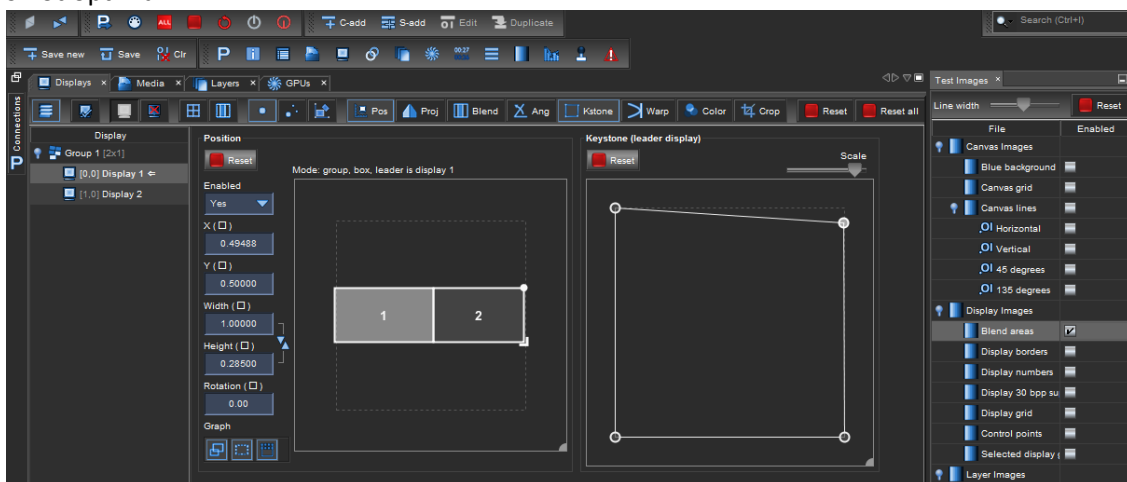 ALL C-add S-add Edit Duplicate Search (Ctrl+I)
Save new Save Clr P 00:27
Displays × Media × Layers × GPUs × Test Images ×
Connections
P
Pos Proj Blend Ang Kstone Warp Color Crop Reset Reset all
Line width Reset
Display
Group 1 [2x1]
[0,0] Display 1 ⇐
[1,0] Display 2
Position
Reset
Mode: group, box, leader is display 1
Enabled
Yes
X (☐)
0.49488
Y (☐)
0.50000
Width (☐)
1.00000
Height (☐)
0.28500
Rotation (☐)
0.00
Graph
1 2
Keystone (leader display)
Reset
Scale
File Enabled
Canvas Images
Blue background
Canvas grid
Canvas lines
Horizontal
Vertical
45 degrees
135 degrees
Display Images
Blend areas
Display borders
Display numbers
Display 30 bpp su
Display grid
Control points
Selected display
Layer Images